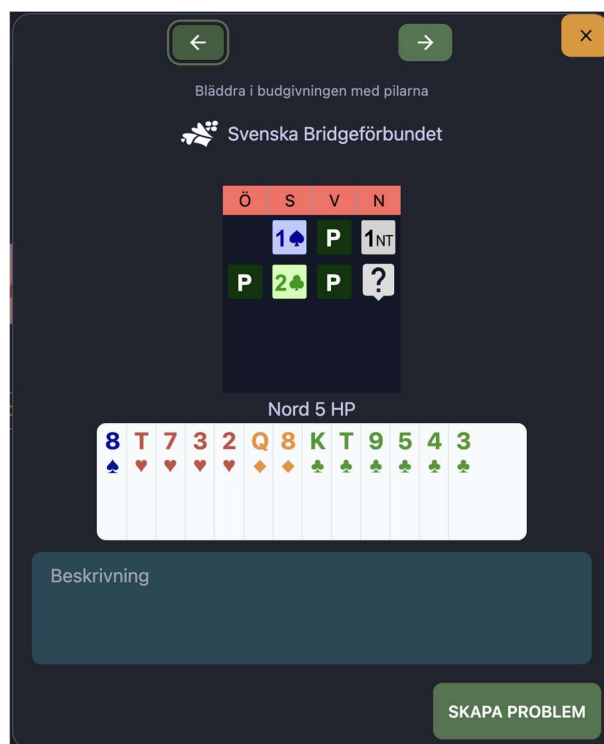 ← → ×
Bläddra i budgivningen med pilarna
Svenska Bridgeförbundet
Ö S V N
1♠ P 1NT
P 2♣ P ?
Nord 5 HP
8 T 7 3 2 Q 8 K T 9 5 4 3
♠ ♥ ♥ ♥ ♥ ♦ ♦ ♣ ♣ ♣ ♣ ♣ ♣
Beskrivning
SKAPA PROBLEM